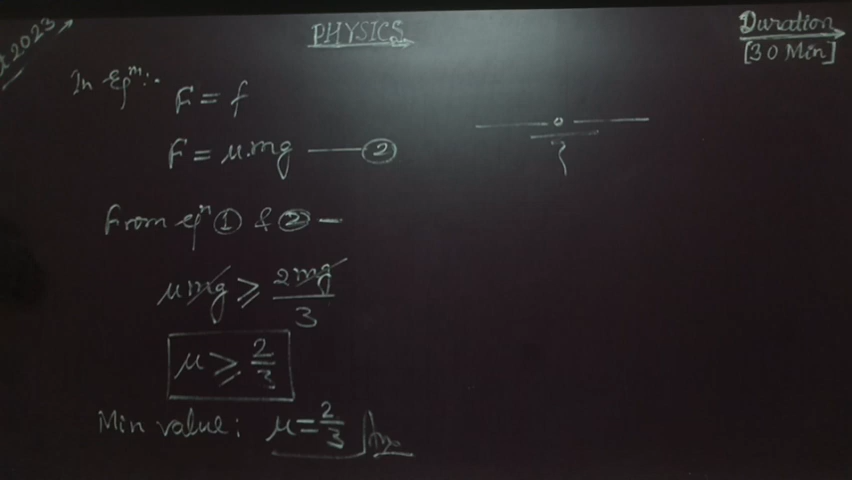 2023
PHYSICS
Duration
[30 Min]
In Eqᵐ:.
F = f
F = μ.mg —— ②
From eqⁿ ① & ② —
μmg ≥ 2mg/3
μ ≥ 2/3
Min value: μ = 2/3